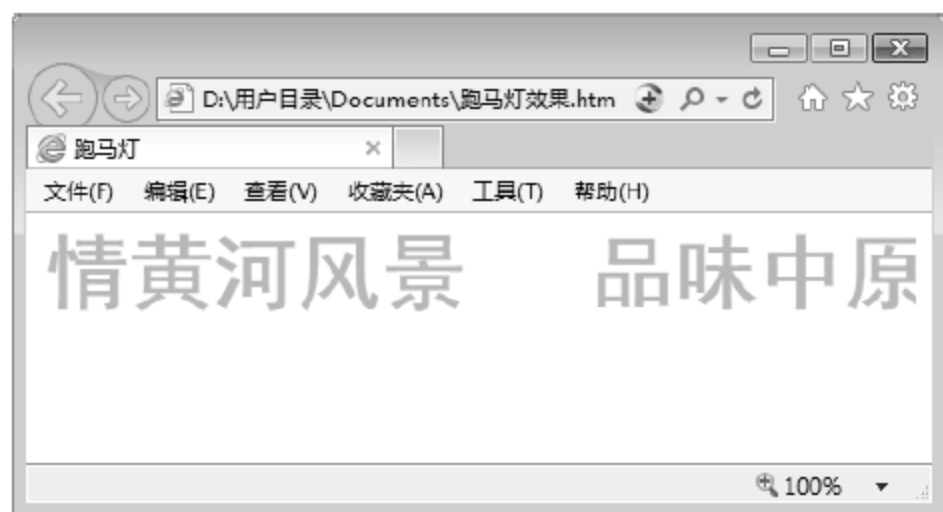 D:\用户目录\Documents\跑马灯效果.htm
跑马灯
文件(F) 编辑(E) 查看(V) 收藏夹(A) 工具(T) 帮助(H)
情黄河风景 品味中原
100%